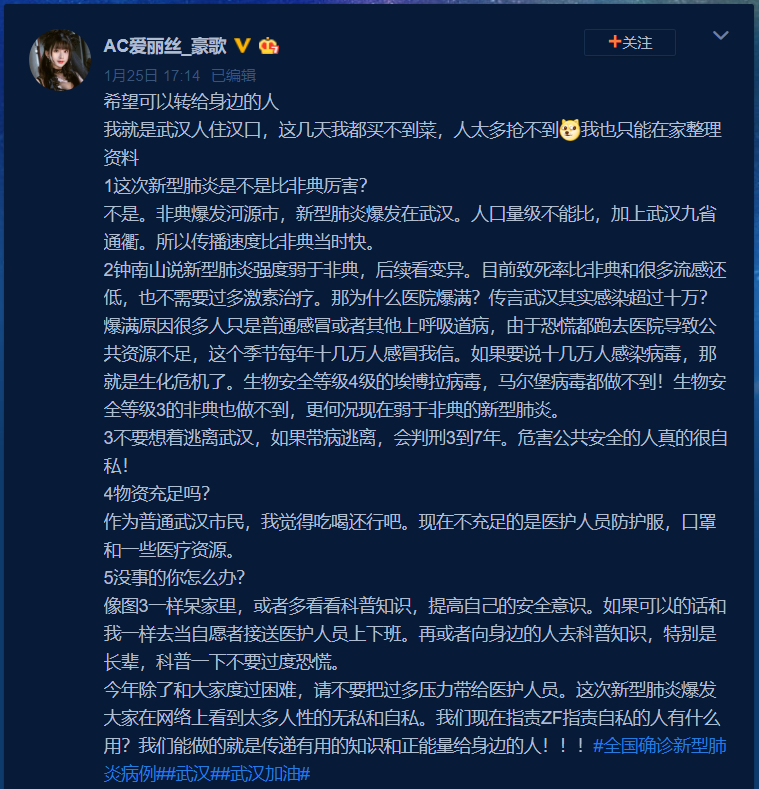 AC爱丽丝_豪歌
+关注
1月25日 17:14 已编辑
希望可以转给身边的人
我就是武汉人住汉口，这几天我都买不到菜，人太多抢不到我也只能在家整理
资料
1这次新型肺炎是不是比非典厉害？
不是。非典爆发河源市，新型肺炎爆发在武汉。人口量级不能比，加上武汉九省
通衢。所以传播速度比非典当时快。
2钟南山说新型肺炎强度弱于非典，后续看变异。目前致死率比非典和很多流感还
低，也不需要过多激素治疗。那为什么医院爆满？传言武汉其实感染超过十万？
爆满原因很多人只是普通感冒或者其他上呼吸道病，由于恐慌都跑去医院导致公
共资源不足，这个季节每年十几万人感冒我信。如果要说十几万人感染病毒，那
就是生化危机了。生物安全等级4级的埃博拉病毒，马尔堡病毒都做不到！生物安
全等级3的非典也做不到，更何况现在弱于非典的新型肺炎。
3不要想着逃离武汉，如果带病逃离，会判刑3到7年。危害公共安全的人真的很自
私！
4物资充足吗？
作为普通武汉市民，我觉得吃喝还行吧。现在不充足的是医护人员防护服，口罩
和一些医疗资源。
5没事的你怎么办？
像图3一样呆家里，或者多看看科普知识，提高自己的安全意识。如果可以的话和
我一样去当自愿者接送医护人员上下班。再或者向身边的人去科普知识，特别是
长辈，科普一下不要过度恐慌。
今年除了和大家度过困难，请不要把过多压力带给医护人员。这次新型肺炎爆发
大家在网络上看到太多人性的无私和自私。我们现在指责ZF指责自私的人有什么
用？我们能做的就是传递有用的知识和正能量给身边的人！！！#全国确诊新型肺
炎病例##武汉##武汉加油#